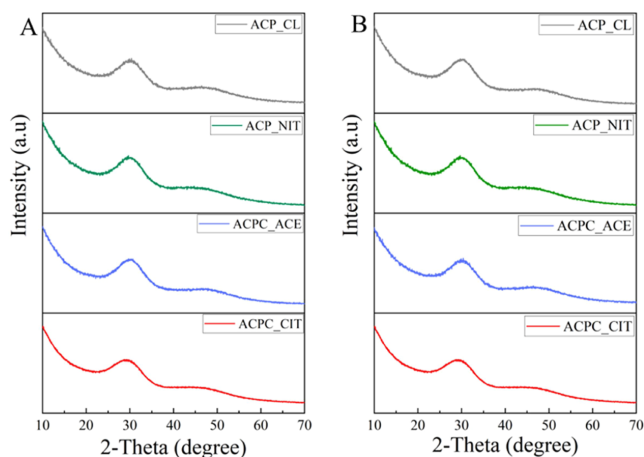 A
ACP_CL
ACP_NIT
ACPC_ACE
ACPC_CIT
Intensity (a.u)
10 20 30 40 50 60 70
2-Theta (degree)
B
ACP_CL
ACP_NIT
ACPC_ACE
ACPC_CIT
Intensity (a.u)
10 20 30 40 50 60 70
2-Theta (degree)